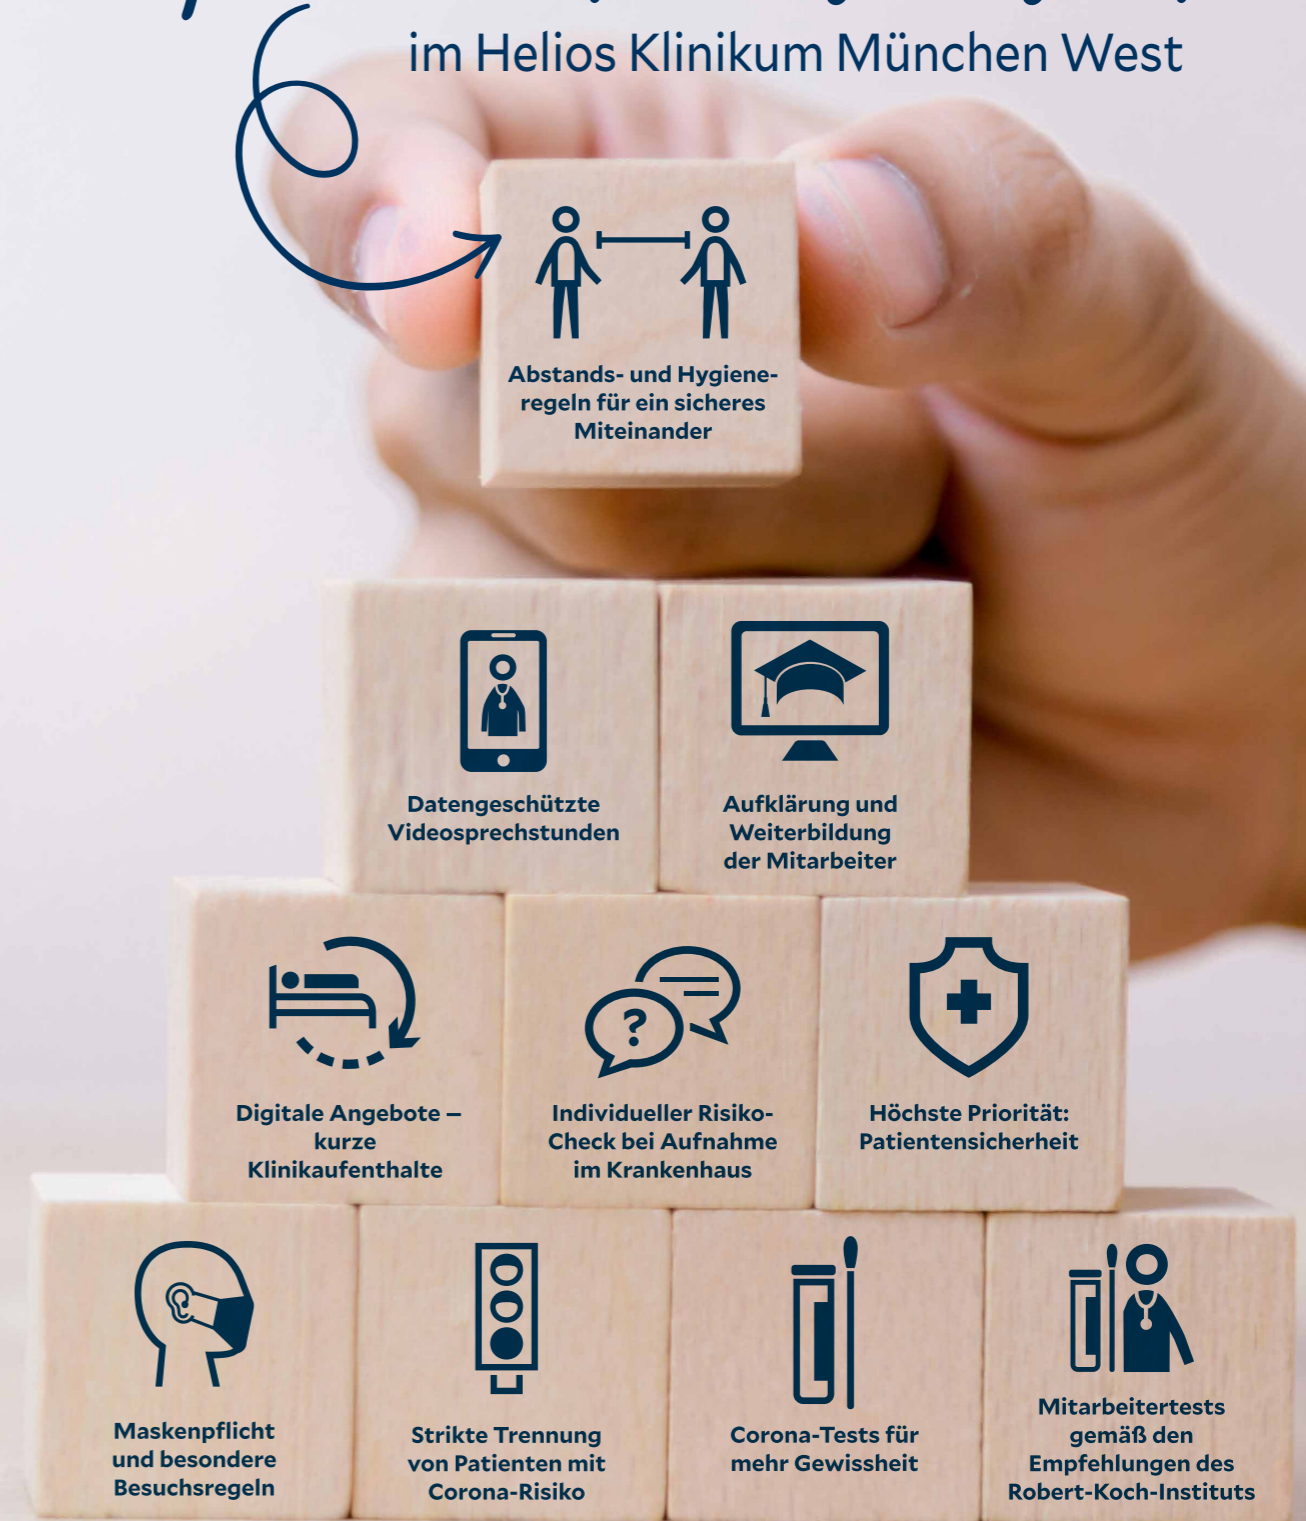 im Helios Klinikum München West
Abstands- und Hygiene-
regeln für ein sicheres
Miteinander
Datengeschützte
Videosprechstunden
Aufklärung und
Weiterbildung
der Mitarbeiter
Digitale Angebote –
kurze
Klinikaufenthalte
?
Individueller Risiko-
Check bei Aufnahme
im Krankenhaus
Höchste Priorität:
Patientensicherheit
Maskenpflicht
und besondere
Besuchsregeln
Strikte Trennung
von Patienten mit
Corona-Risiko
Corona-Tests für
mehr Gewissheit
Mitarbeitertests
gemäß den
Empfehlungen des
Robert-Koch-Instituts